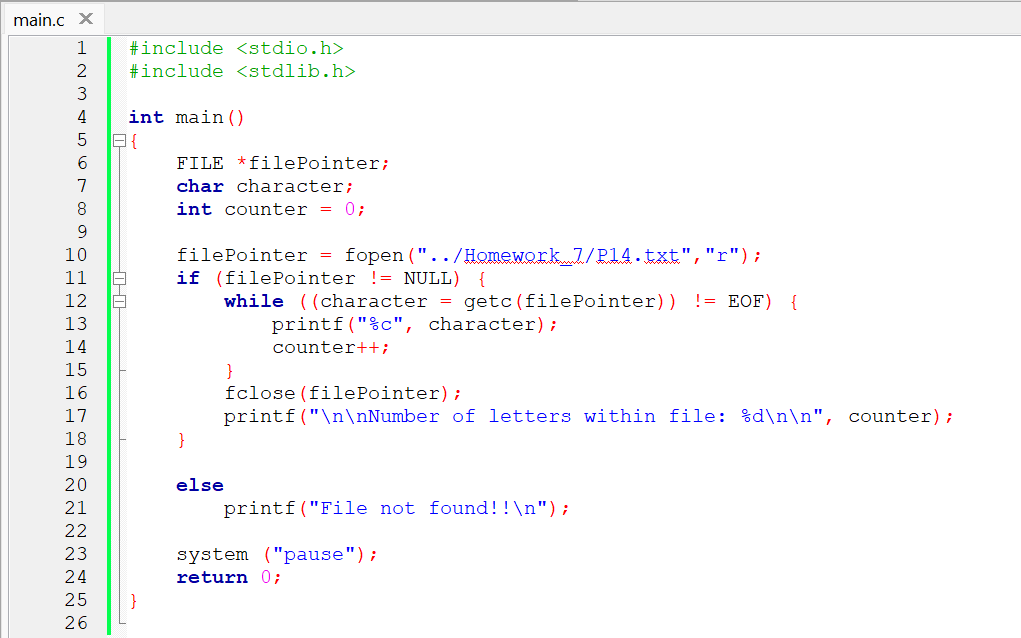 main.c
1 #include <stdio.h>
2 #include <stdlib.h>
3
4 int main()
5 {
6     FILE *filePointer;
7     char character;
8     int counter = 0;
9
10     filePointer = fopen("../Homework_7/P14.txt","r");
11     if (filePointer != NULL) {
12         while ((character = getc(filePointer)) != EOF) {
13             printf("%c", character);
14             counter++;
15         }
16         fclose(filePointer);
17         printf("\n\nNumber of letters within file: %d\n\n", counter);
18     }
19
20     else
21         printf("File not found!!\n");
22
23     system ("pause");
24     return 0;
25 }
26